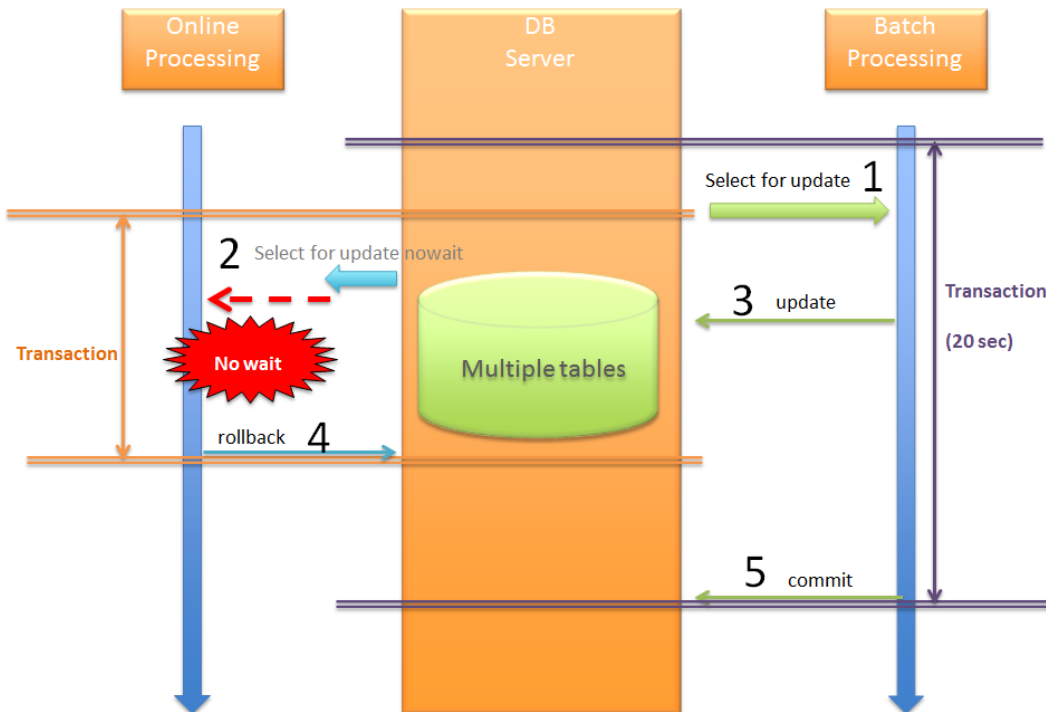 Online
Processing
DB
Server
Batch
Processing
Select for update 1
2 Select for update nowait
3 update
Transaction
(20 sec)
Transaction
No wait
Multiple tables
rollback 4
5 commit